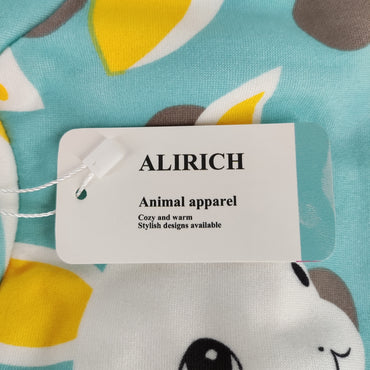 ALIRICH
Animal apparel
Cozy and warm
Stylish designs available